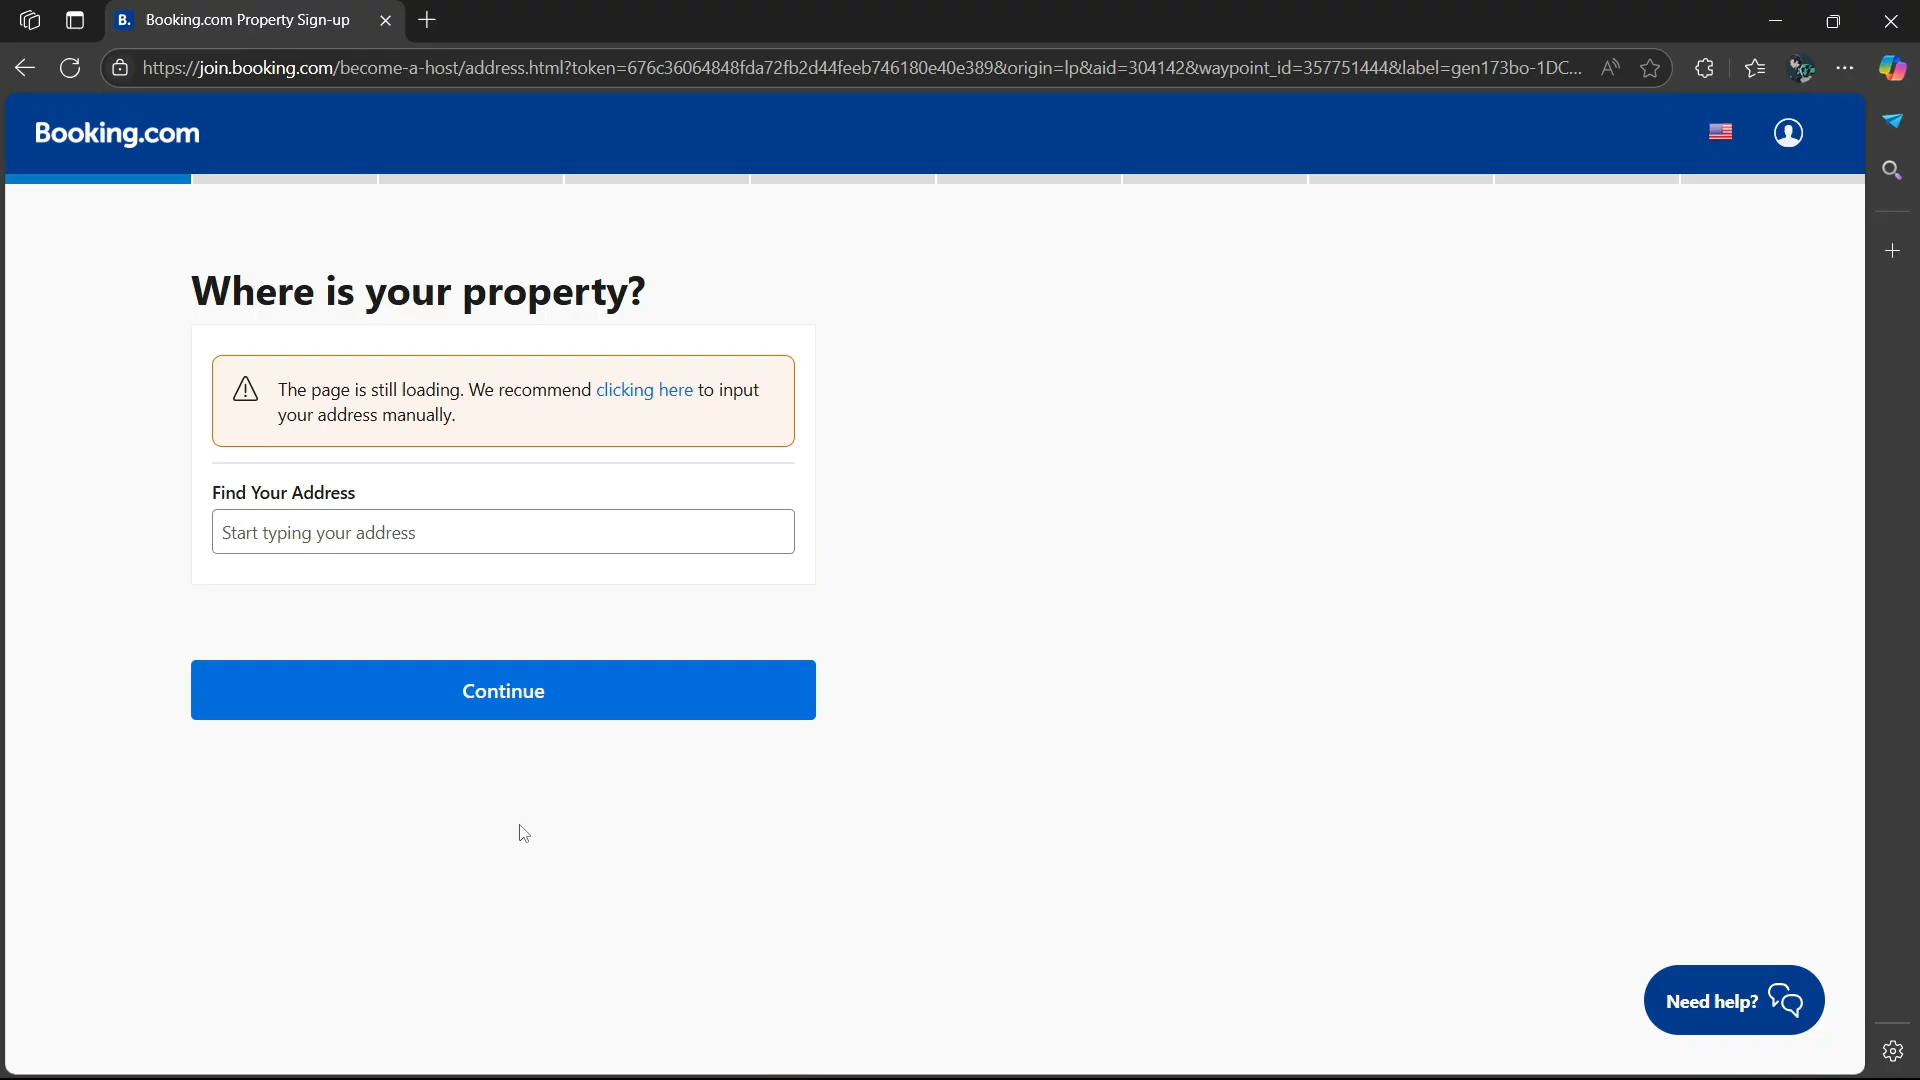 B. Booking.com Property Sign-up
https://join.booking.com/become-a-host/address.html?token=676c36064848fda72fb2d44feeb746180e40e389&origin=lp&aid=304142&waypoint_id=357751444&label=gen173bo-1DC...
Booking.com
Where is your property?
The page is still loading. We recommend clicking here to input
your address manually.
Find Your Address
Start typing your address
Continue
Need help?